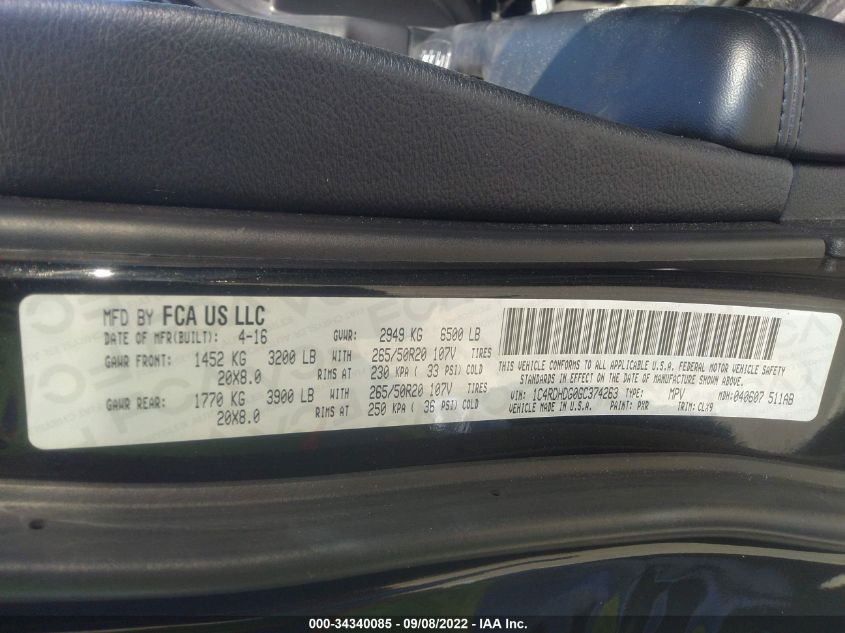 MFD BY FCA US LLC
DATE OF MFR(BUILT): 4-16 GVWR: 2949 KG 6500 LB
GAWR FRONT: 1452 KG 3200 LB WITH 265/50R20 107V TIRES
20X8.0 RIMS AT 230 KPA ( 33 PSI) COLD
GAWR REAR: 1770 KG 3900 LB WITH 265/50R20 107V TIRES
20X8.0 RIMS AT 250 KPA ( 36 PSI) COLD
THIS VEHICLE CONFORMS TO ALL APPLICABLE U.S.A. FEDERAL MOTOR VEHICLE SAFETY
STANDARDS IN EFFECT ON THE DATE OF MANUFACTURE SHOWN ABOVE.
VIN: 1C4RDHDG0GC374263 TYPE: MPV MDH: 040607 511AB
VEHICLE MADE IN U.S.A. PAINT: PXR TRIM: CLX9
000-34340085 - 09/08/2022 - IAA Inc.